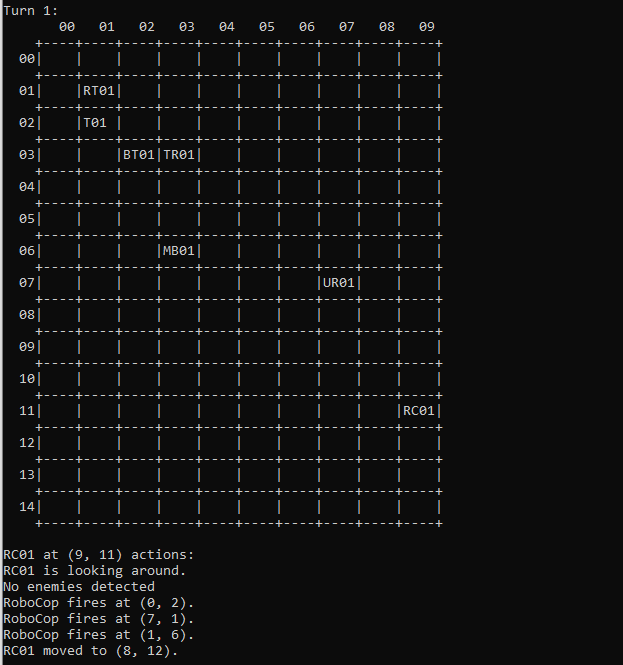 Turn 1:
       00   01   02   03   04   05   06   07   08   09
    +----+----+----+----+----+----+----+----+----+----+
  00|    |    |    |    |    |    |    |    |    |    |
    +----+----+----+----+----+----+----+----+----+----+
  01|    |RT01|    |    |    |    |    |    |    |    |
    +----+----+----+----+----+----+----+----+----+----+
  02|    |T01 |    |    |    |    |    |    |    |    |
    +----+----+----+----+----+----+----+----+----+----+
  03|    |    |BT01|TR01|    |    |    |    |    |    |
    +----+----+----+----+----+----+----+----+----+----+
  04|    |    |    |    |    |    |    |    |    |    |
    +----+----+----+----+----+----+----+----+----+----+
  05|    |    |    |    |    |    |    |    |    |    |
    +----+----+----+----+----+----+----+----+----+----+
  06|    |    |    |MB01|    |    |    |    |    |    |
    +----+----+----+----+----+----+----+----+----+----+
  07|    |    |    |    |    |    |    |UR01|    |    |
    +----+----+----+----+----+----+----+----+----+----+
  08|    |    |    |    |    |    |    |    |    |    |
    +----+----+----+----+----+----+----+----+----+----+
  09|    |    |    |    |    |    |    |    |    |    |
    +----+----+----+----+----+----+----+----+----+----+
  10|    |    |    |    |    |    |    |    |    |    |
    +----+----+----+----+----+----+----+----+----+----+
  11|    |    |    |    |    |    |    |    |    |RC01|
    +----+----+----+----+----+----+----+----+----+----+
  12|    |    |    |    |    |    |    |    |    |    |
    +----+----+----+----+----+----+----+----+----+----+
  13|    |    |    |    |    |    |    |    |    |    |
    +----+----+----+----+----+----+----+----+----+----+
  14|    |    |    |    |    |    |    |    |    |    |
    +----+----+----+----+----+----+----+----+----+----+
RC01 at (9, 11) actions:
RC01 is looking around.
No enemies detected
RoboCop fires at (0, 2).
RoboCop fires at (7, 1).
RoboCop fires at (1, 6).
RC01 moved to (8, 12).